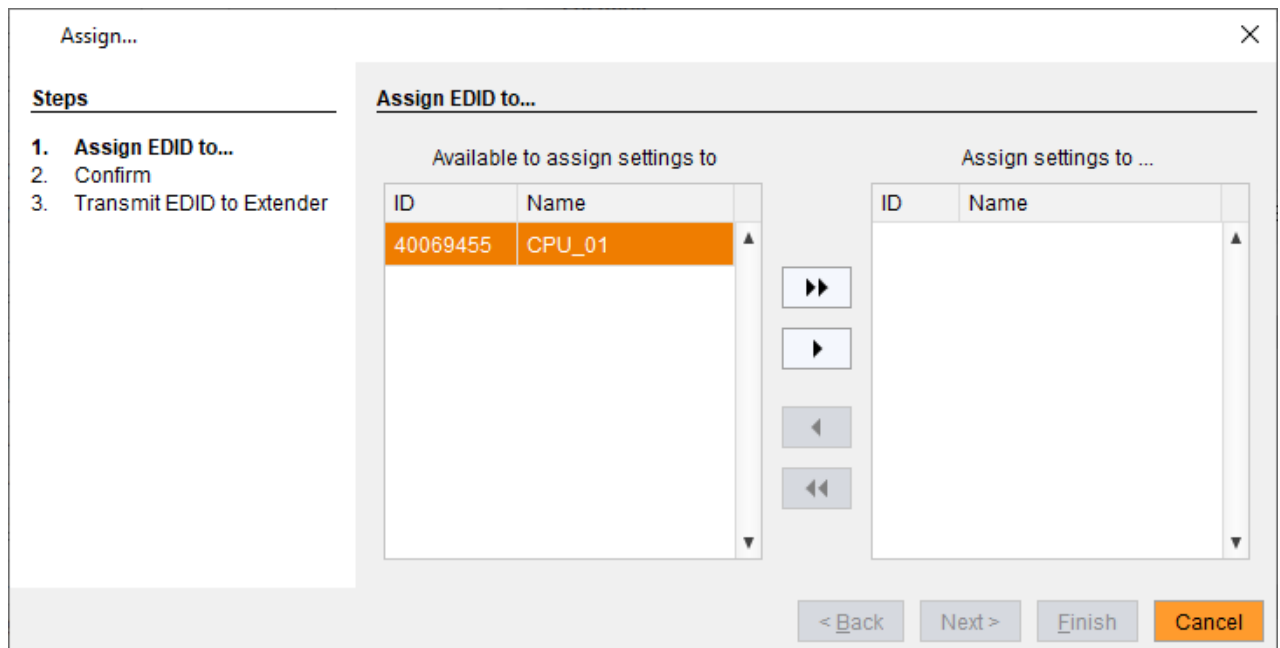 Assign...
Steps
1. Assign EDID to...
2. Confirm
3. Transmit EDID to Extender
Assign EDID to...
Available to assign settings to
ID Name
40069455 CPU_01
Assign settings to ...
ID Name
< Back Next > Finish Cancel